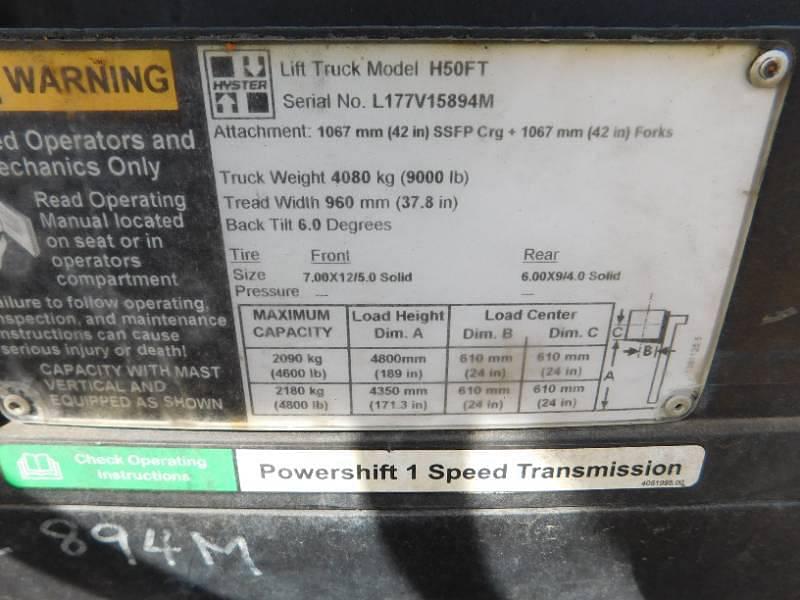 WARNING
ed Operators and
echanics Only
Read Operating
Manual located
on seat or in
operators
compartment
ailure to follow operating,
nspection, and maintenance
instructions can cause
serious injury or death!
CAPACITY WITH MAST
VERTICAL AND
EQUIPPED AS SHOWN
HYSTER
Lift Truck Model H50FT
Serial No. L177V15894M
Attachment: 1067 mm (42 in) SSFP Crg + 1067 mm (42 in) Forks
Truck Weight 4080 kg (9000 lb)
Tread Width 960 mm (37.8 in)
Back Tilt 6.0 Degrees
Tire Front Rear
Size 7.00X12/5.0 Solid 6.00X9/4.0 Solid
Pressure — —
MAXIMUM CAPACITY Load Height Dim. A Load Center Dim. B Dim. C
2090 kg 4800mm 610 mm 610 mm
(4600 lb) (189 in) (24 in) (24 in)
2180 kg 4350 mm 610 mm 610 mm
(4800 lb) (171.3 in) (24 in) (24 in)
C
B
A
Check Operating
Instructions
Powershift 1 Speed Transmission
894M